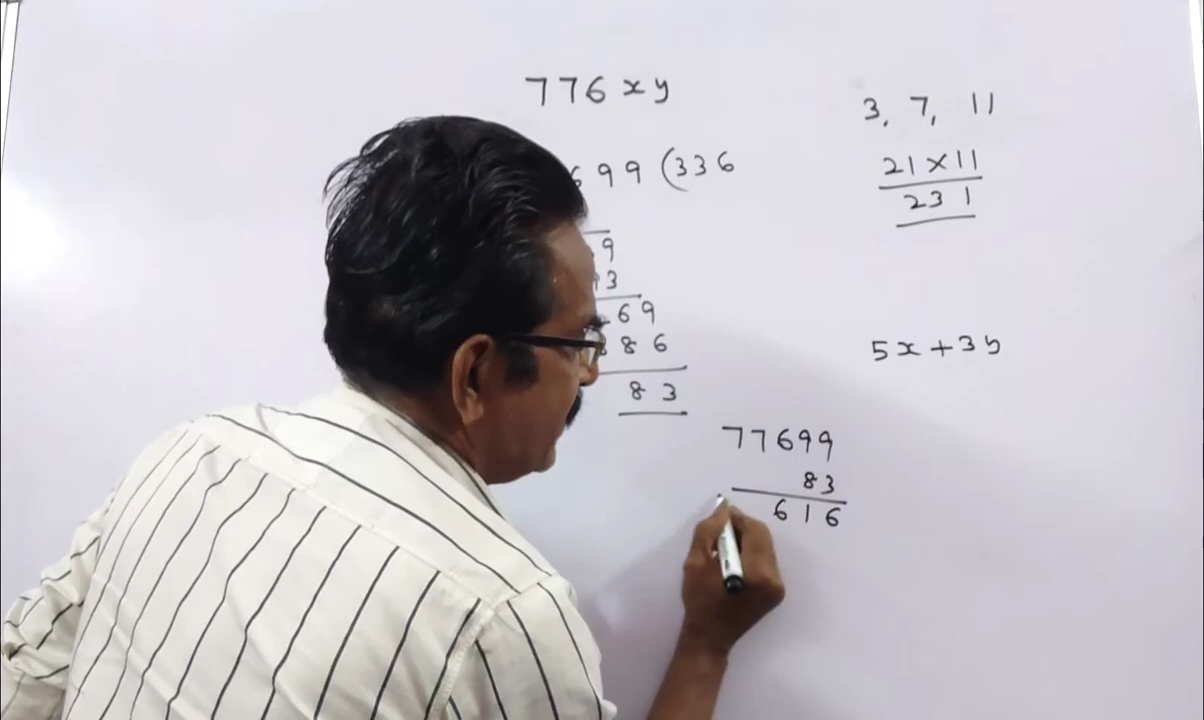 776xy
699 (336
9
3
69
86
83
3, 7, 11
21 x 11
231
5x + 3y
77699
83
616